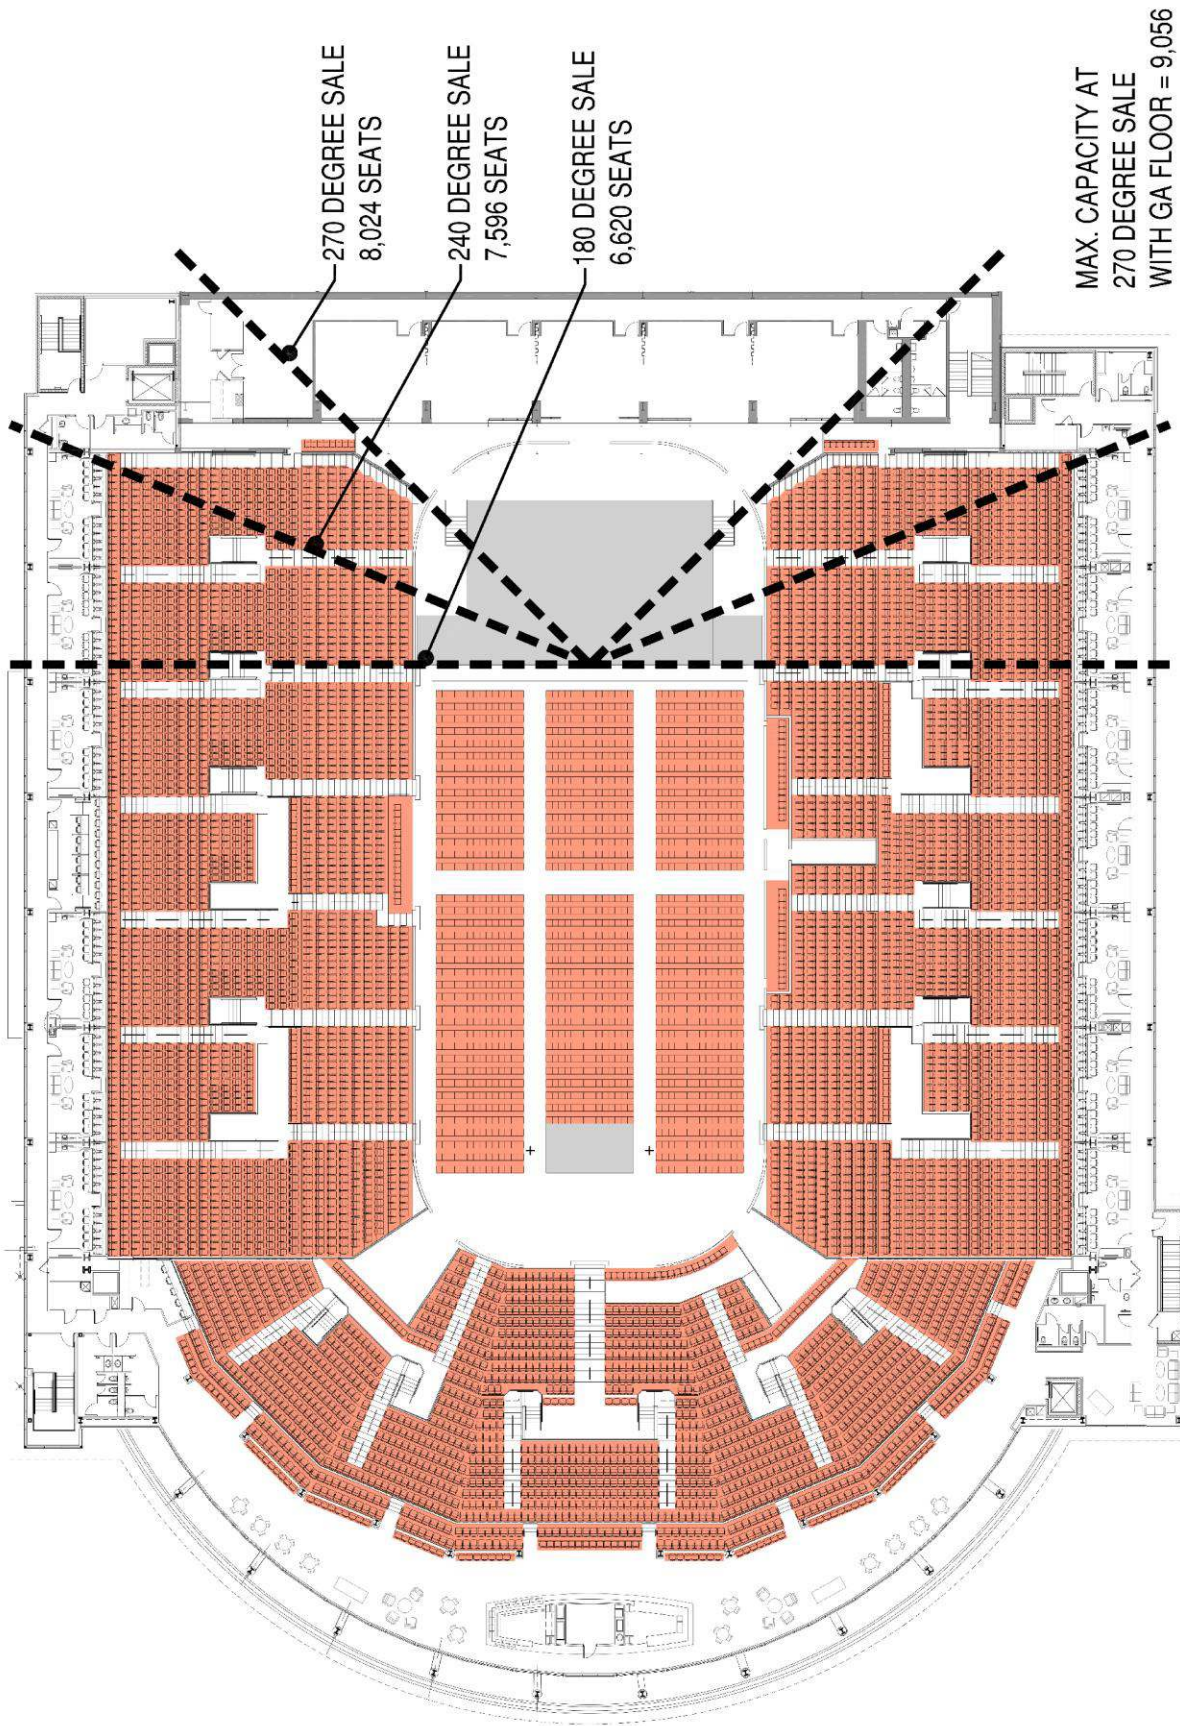 270 DEGREE SALE
8,024 SEATS
240 DEGREE SALE
7,596 SEATS
180 DEGREE SALE
6,620 SEATS
MAX. CAPACITY AT
270 DEGREE SALE
WITH GA FLOOR = 9,056